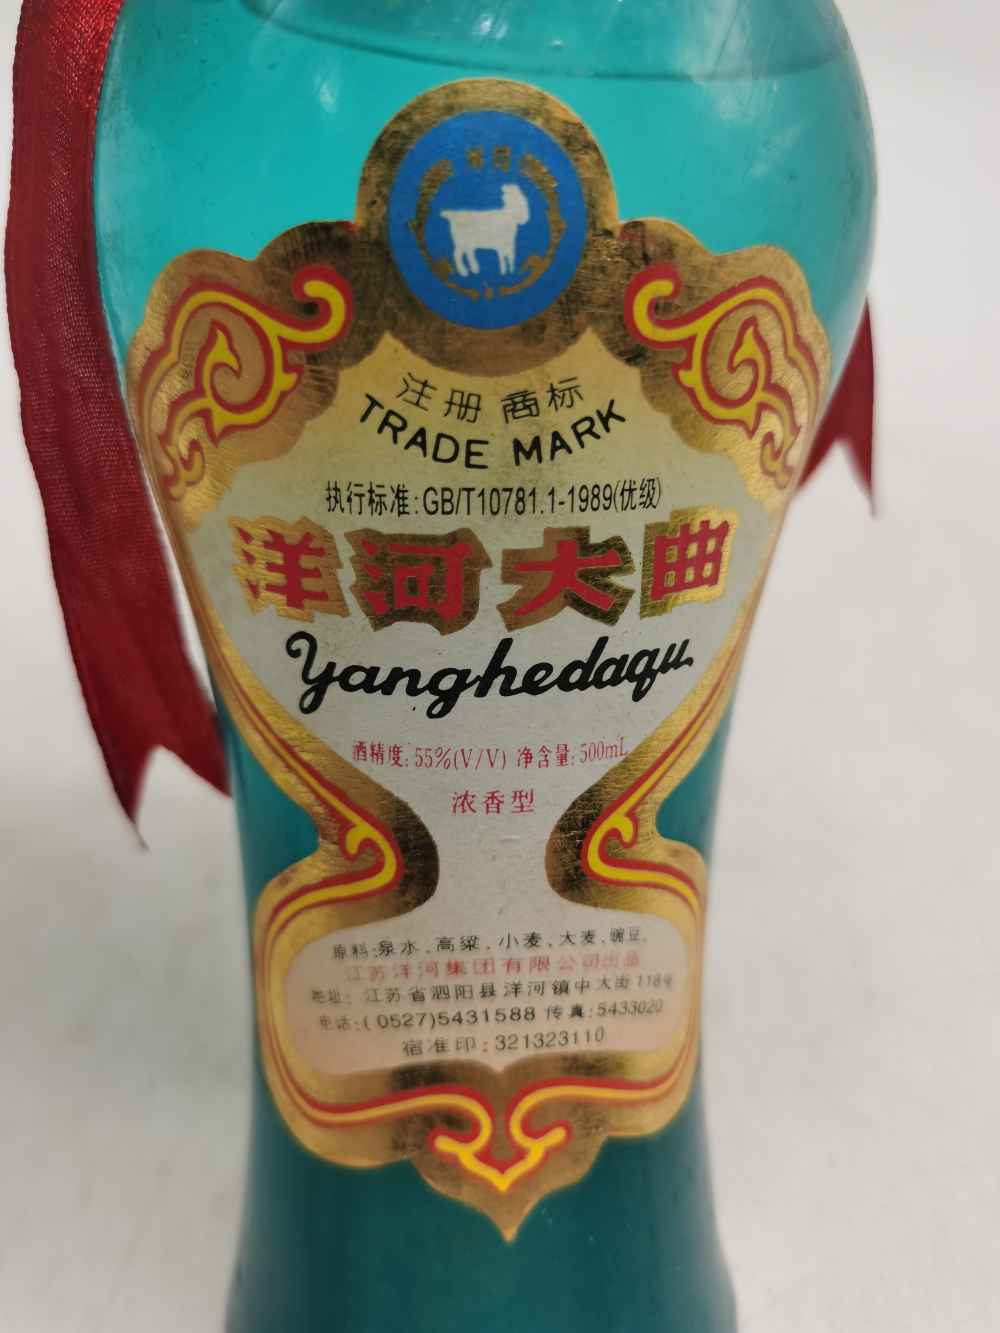 洋河
注册 商标
TRADE MARK
执行标准:GB/T10781.1-1989(优级)
洋河大曲
Yanghedaqu
酒精度:55%(V/V) 净含量:500mL
浓香型
原料:泉水、高粱、小麦、大麦、豌豆、
江苏洋河集团有限公司出品
地址: 江苏省泗阳县洋河镇中大街118号
电话:(0527)5431588 传真:5433020
宿准印:321323110